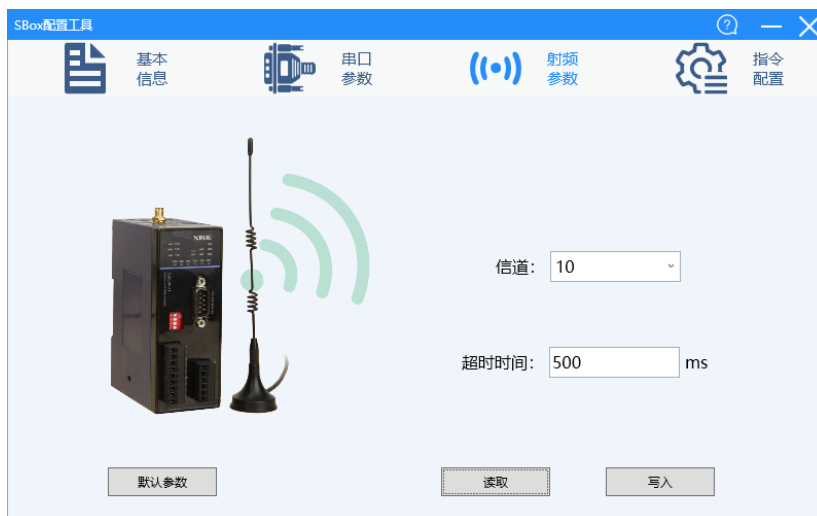 SBox配置工具
基本
信息
串口
参数
射频
参数
指令
配置
信道：
10
超时时间：
500
ms
默认参数
读取
写入